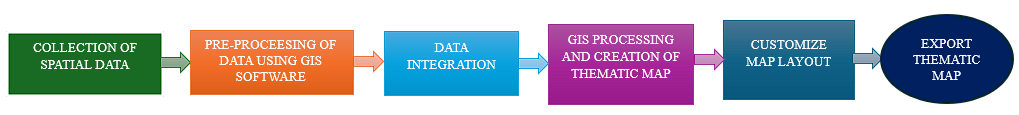 COLLECTION OF
SPATIAL DATA
PRE-PROCEESING OF
DATA USING GIS
SOFTWARE
DATA
INTEGRATION
GIS PROCESSING
AND CREATION OF
THEMATIC MAP
CUSTOMIZE
MAP LAYOUT
EXPORT
THEMATIC
MAP